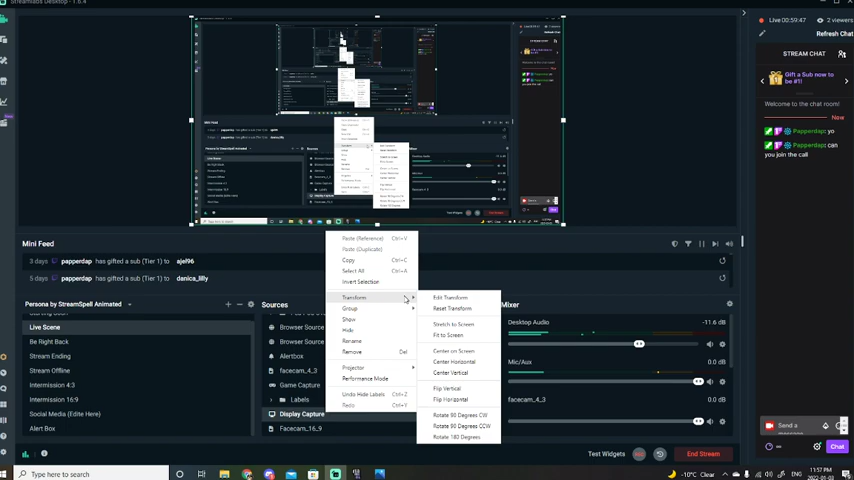 Streamlabs Desktop - 1.6.4
Live 00:59:47
2 viewers
Refresh Chat
STREAM CHAT
Gift a Sub now to
be #1!
Welcome to the chat room!
Now
Papperdap: yo
Papperdap: can
you join the call
Mini Feed
3 days papperdap has gifted a sub (Tier 1) to ajel96
5 days papperdap has gifted a sub (Tier 1) to danica_lilly
Persona by StreamSpell Animated
Live Scene
Be Right Back
Stream Ending
Stream Offline
Intermission 4:3
Intermission 16:9
Social Media (Edite Here)
Alert Box
Sources
Browser Source
Browser Source
Alertbox
facecam_4_3
Game Capture
Labels
Display Capture
Facecam_16_9
Paste (Reference) Ctrl+V
Paste (Duplicate)
Copy Ctrl+C
Select All Ctrl+A
Invert Selection
Transform
Group
Show
Hide
Rename
Remove Del
Projector
Performance Mode
Undo Hide Labels Ctrl+Z
Redo Ctrl+Y
Edit Transform
Reset Transform
Stretch to Screen
Fit to Screen
Center on Screen
Center Horizontal
Center Vertical
Flip Vertical
Flip Horizontal
Rotate 90 Degrees CW
Rotate 90 Degrees CCW
Rotate 180 Degrees
Mixer
Desktop Audio -11.6 dB
Mic/Aux 0.0 dB
facecam_4_3 0.0 dB
Send a
Chat
Test Widgets
REC
End Stream
Type here to search
-10°C Clear
ENG
11:57 PM
2022-01-03